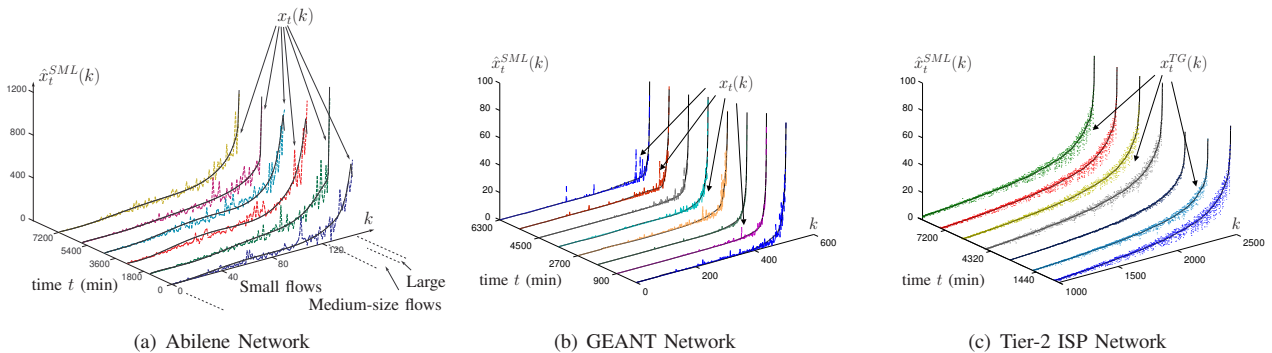 x_t(k)
x̂_t^{SML}(k)
1200
800
400
0
7200
5400
3600
1800
0
time t (min)
0
40
80
120
k
Small flows
Medium-size flows
Large
(a) Abilene Network
x̂_t^{SML}(k)
x_t(k)
100
80
60
40
20
0
6300
4500
2700
900
time t (min)
0
200
400
600
k
(b) GEANT Network
x̂_t^{SML}(k)
x_t^{TG}(k)
100
80
60
40
20
0
7200
4320
1440
time t (min)
1000
1500
2000
2500
k
(c) Tier-2 ISP Network